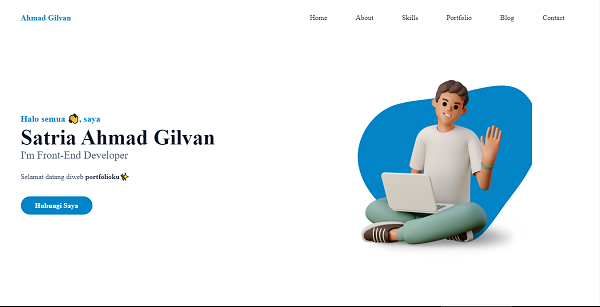 Ahmad Gilvan
Home About Skills Portfolio Blog Contact
Halo semua 👋, saya
Satria Ahmad Gilvan
I'm Front-End Developer
Selamat datang diweb portfolioku✨
Hubungi Saya